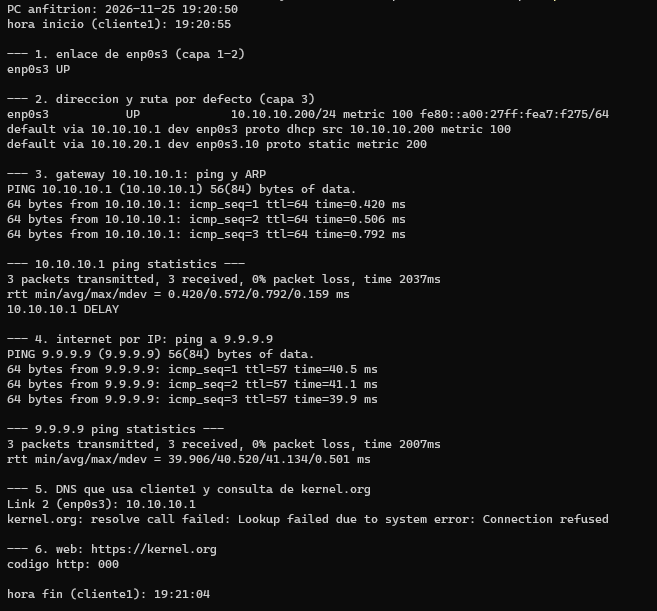 PC anfitrion: 2026-11-25 19:20:50
hora inicio (cliente1): 19:20:55
--- 1. enlace de enp0s3 (capa 1-2)
enp0s3 UP
--- 2. direccion y ruta por defecto (capa 3)
enp0s3 UP 10.10.10.200/24 metric 100 fe80::a00:27ff:fea7:f275/64
default via 10.10.10.1 dev enp0s3 proto dhcp src 10.10.10.200 metric 100
default via 10.10.20.1 dev enp0s3.10 proto static metric 200
--- 3. gateway 10.10.10.1: ping y ARP
PING 10.10.10.1 (10.10.10.1) 56(84) bytes of data.
64 bytes from 10.10.10.1: icmp_seq=1 ttl=64 time=0.420 ms
64 bytes from 10.10.10.1: icmp_seq=2 ttl=64 time=0.506 ms
64 bytes from 10.10.10.1: icmp_seq=3 ttl=64 time=0.792 ms
--- 10.10.10.1 ping statistics ---
3 packets transmitted, 3 received, 0% packet loss, time 2037ms
rtt min/avg/max/mdev = 0.420/0.572/0.792/0.159 ms
10.10.10.1 DELAY
--- 4. internet por IP: ping a 9.9.9.9
PING 9.9.9.9 (9.9.9.9) 56(84) bytes of data.
64 bytes from 9.9.9.9: icmp_seq=1 ttl=57 time=40.5 ms
64 bytes from 9.9.9.9: icmp_seq=2 ttl=57 time=41.1 ms
64 bytes from 9.9.9.9: icmp_seq=3 ttl=57 time=39.9 ms
--- 9.9.9.9 ping statistics ---
3 packets transmitted, 3 received, 0% packet loss, time 2007ms
rtt min/avg/max/mdev = 39.906/40.520/41.134/0.501 ms
--- 5. DNS que usa cliente1 y consulta de kernel.org
Link 2 (enp0s3): 10.10.10.1
kernel.org: resolve call failed: Lookup failed due to system error: Connection refused
--- 6. web: https://kernel.org
codigo http: 000
hora fin (cliente1): 19:21:04